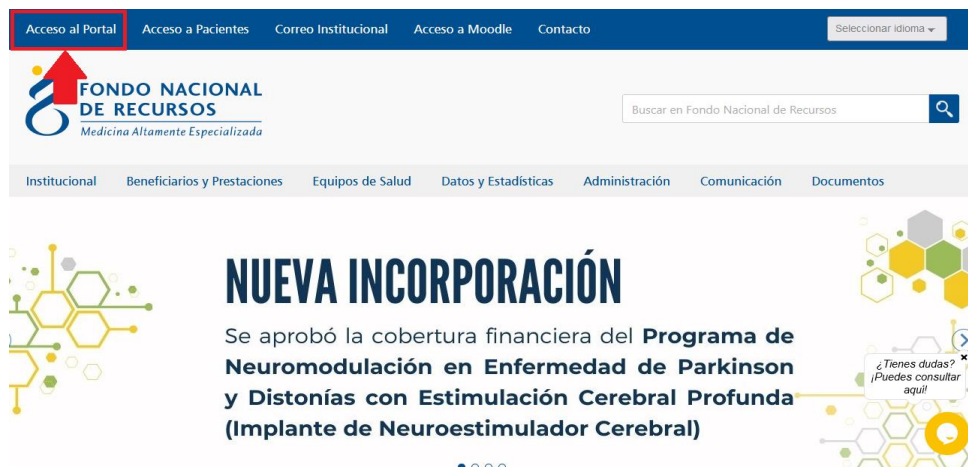 Acceso al Portal Acceso a Pacientes Correo Institucional Acceso a Moodle Contacto Seleccionar idioma
FONDO NACIONAL
DE RECURSOS
Medicina Altamente Especializada
Buscar en Fondo Nacional de Recursos
Institucional Beneficiarios y Prestaciones Equipos de Salud Datos y Estadísticas Administración Comunicación Documentos
NUEVA INCORPORACIÓN
Se aprobó la cobertura financiera del Programa de
Neuromodulación en Enfermedad de Parkinson
y Distonías con Estimulación Cerebral Profunda
(Implante de Neuroestimulador Cerebral)
¿Tienes dudas?
¡Puedes consultar
aquí!